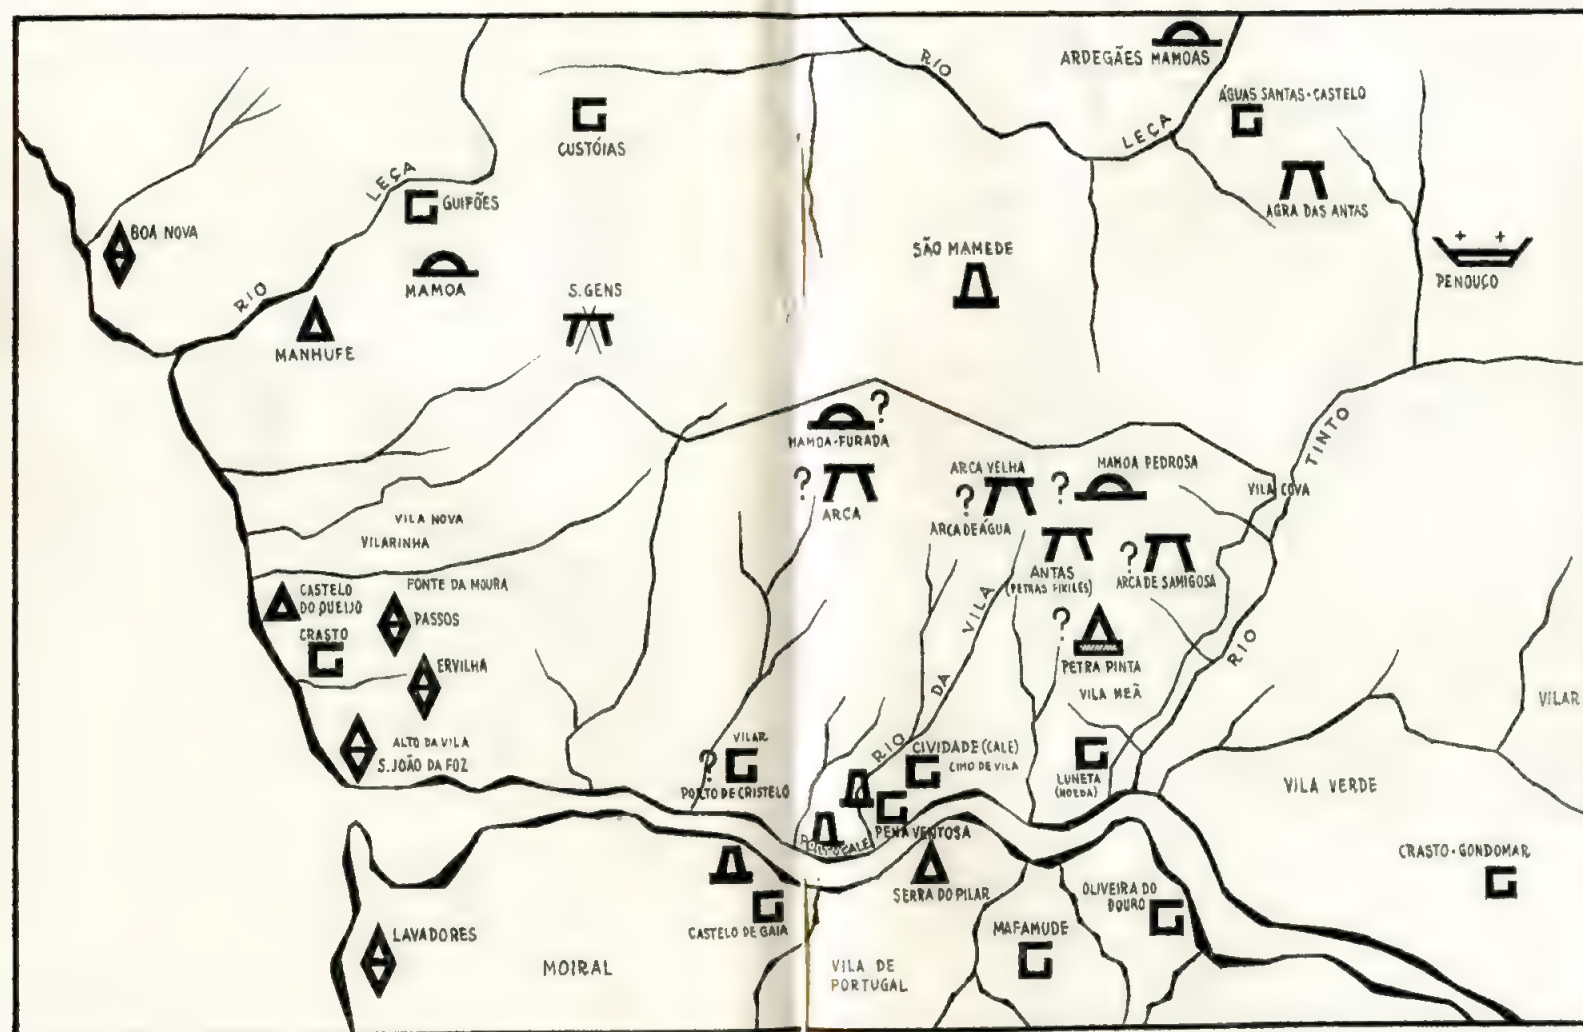 RIO
LEÇA
ARDEGÃES MAMOAS
ÁGUAS SANTAS-CASTELO
CUSTÓIAS
LEÇA
RIO
GUIFÕES
AGRA DAS ANTAS
BOA NOVA
SÃO MAMEDE
+ +
PENOUÇO
MAMOA
S. GENS
MANHUFE
?
MAMOA-FURADA
TINTO
RIO
?
ARCA
ARCA VELHA
?
ARCA DE ÁGUA
?
MAMOA PEDROSA
VILA COVA
VILA NOVA
VILARINHA
ANTAS
(PETRAS FIXILES)
?
ARCA DE SAMIGOSA
CASTELO
DO QUEIJO
FONTE DA MOURA
PASSOS
CRASTO
ERVILHA
RIO
DA
VILA
?
PETRA PINTA
VILA MEÃ
VILAR
ALTO DA VILA
S. JOÃO DA FOZ
VILAR
?
PORTO DE CRISTELO
CIVIDADE (CALE)
CIMO DE VILA
LUNETA
(NOEDA)
VILA VERDE
PENA VENTOSA
PORTUCALE
CRASTO-GONDOMAR
SERRA DO PILAR
OLIVEIRA DO
DOURO
CASTELO DE GAIA
MAFAMUDE
LAVADORES
MOIRAL
VILA DE
PORTUGAL